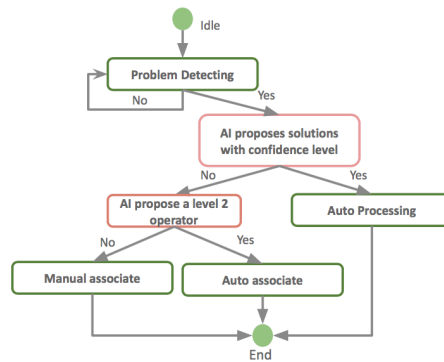 Idle
Problem Detecting
No
Yes
AI proposes solutions
with confidence level
No
Yes
AI propose a level 2
operator
Auto Processing
No
Yes
Manual associate
Auto associate
End